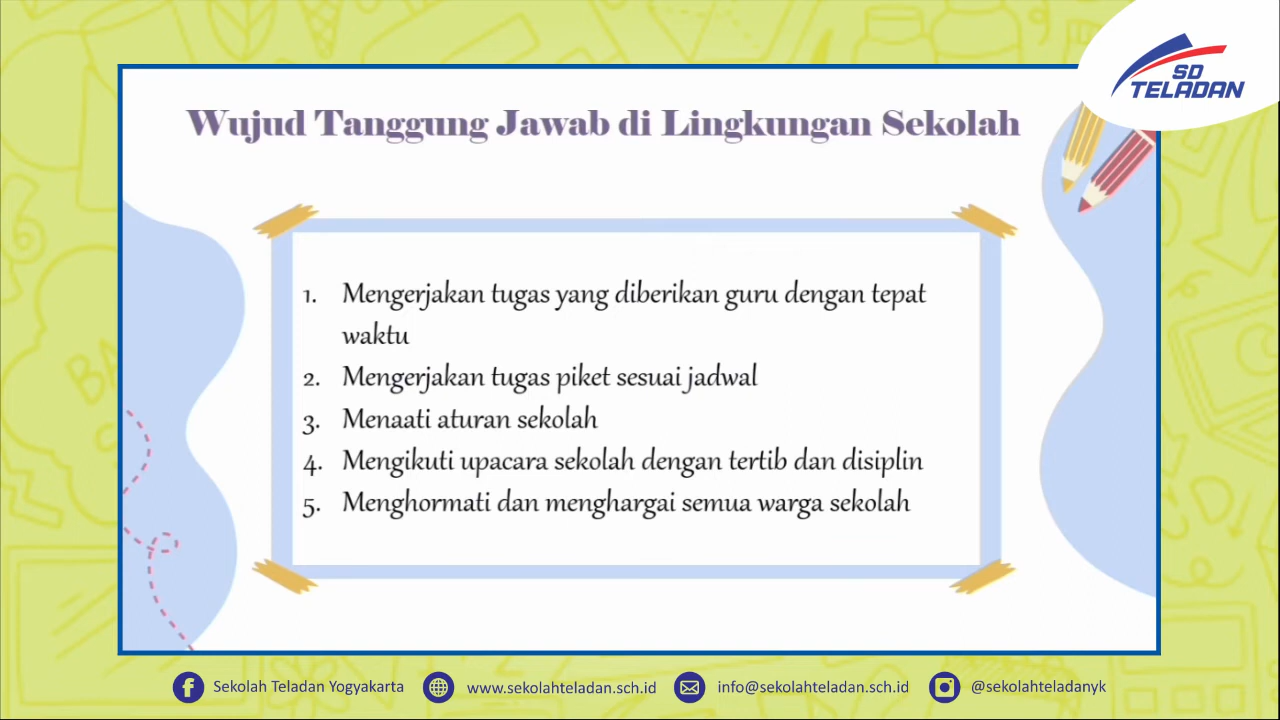 SD
TELADAN
Wujud Tanggung Jawab di Lingkungan Sekolah
1. Mengerjakan tugas yang diberikan guru dengan tepat
waktu
2. Mengerjakan tugas piket sesuai jadwal
3. Menaati aturan sekolah
4. Mengikuti upacara sekolah dengan tertib dan disiplin
5. Menghormati dan menghargai semua warga sekolah
Sekolah Teladan Yogyakarta www.sekolahteladan.sch.id info@sekolahteladan.sch.id @sekolahteladanyk